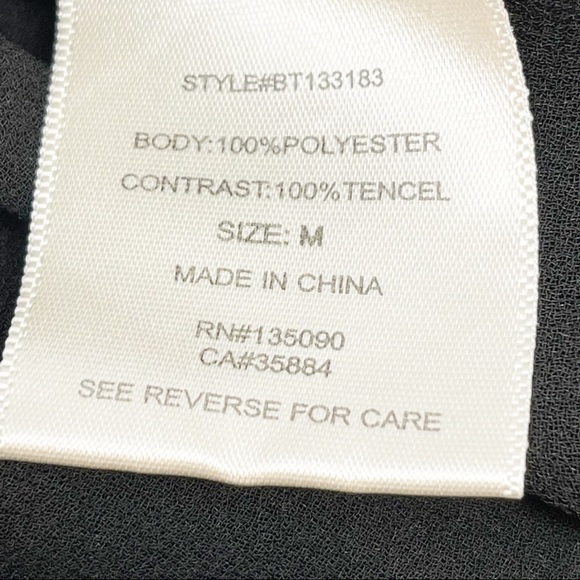 STYLE#BT133183
BODY:100%POLYESTER
CONTRAST:100%TENCEL
SIZE: M
MADE IN CHINA
RN#135090
CA#35884
SEE REVERSE FOR CARE